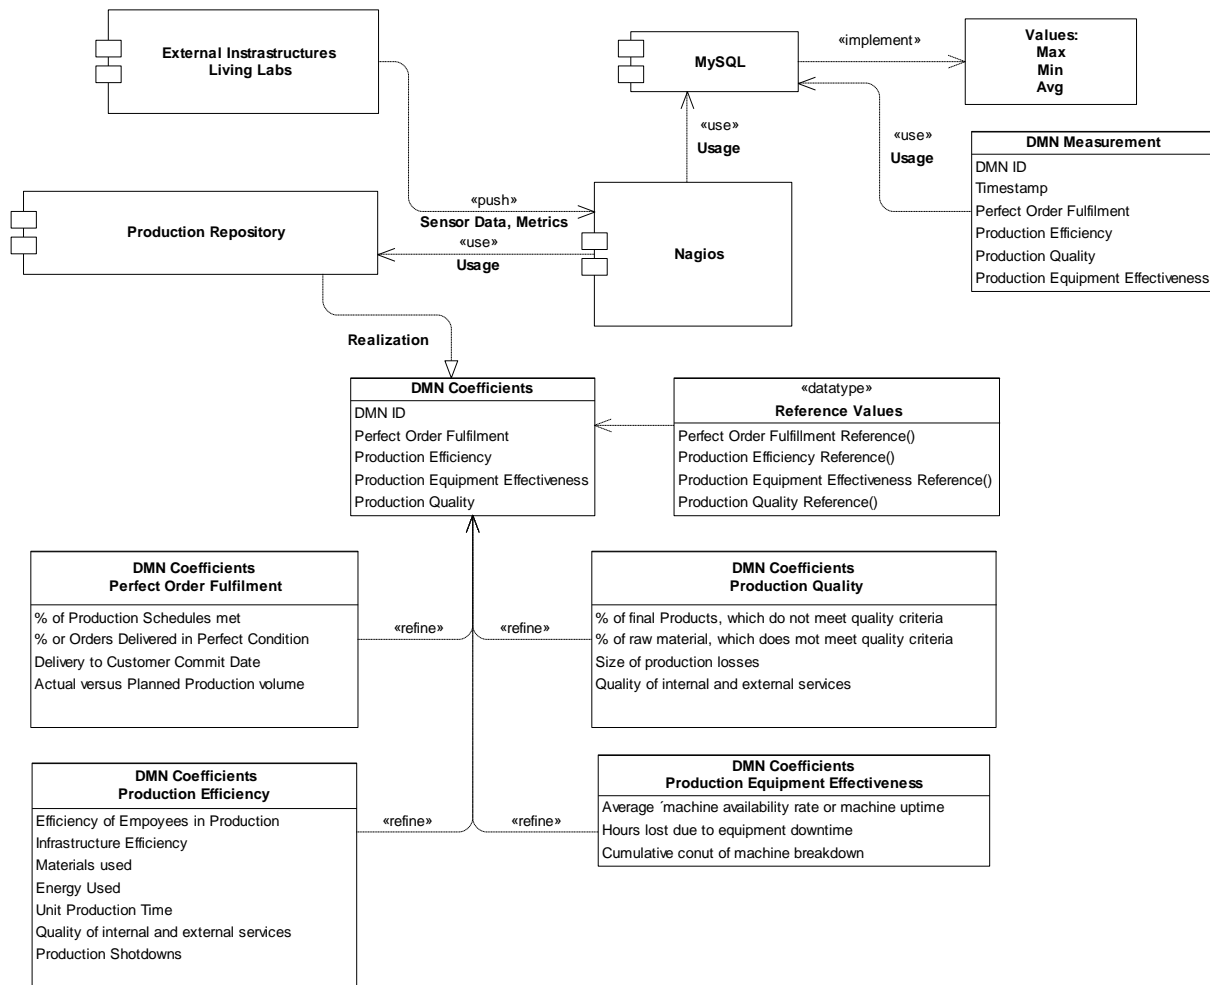 External Instrastructures
Living Labs
MySQL
«implement»
Values:
Max
Min
Avg
«use»
Usage
«use»
Usage
DMN Measurement
DMN ID
Timestamp
Perfect Order Fulfilment
Production Efficiency
Production Quality
Production Equipment Effectiveness
Production Repository
«push»
Sensor Data, Metrics
«use»
Usage
Nagios
Realization
DMN Coefficients
DMN ID
Perfect Order Fulfilment
Production Efficiency
Production Equipment Effectiveness
Production Quality
«datatype»
Reference Values
Perfect Order Fulfillment Reference()
Production Efficiency Reference()
Production Equipment Effectiveness Reference()
Production Quality Reference()
DMN Coefficients
Perfect Order Fulfilment
% of Production Schedules met
% or Orders Delivered in Perfect Condition
Delivery to Customer Commit Date
Actual versus Planned Production volume
«refine»
«refine»
DMN Coefficients
Production Quality
% of final Products, which do not meet quality criteria
% of raw material, which does mot meet quality criteria
Size of production losses
Quality of internal and external services
DMN Coefficients
Production Efficiency
Efficiency of Empoyees in Production
Infrastructure Efficiency
Materials used
Energy Used
Unit Production Time
Quality of internal and external services
Production Shotdowns
«refine»
«refine»
DMN Coefficients
Production Equipment Effectiveness
Average ´machine availability rate or machine uptime
Hours lost due to equipment downtime
Cumulative conut of machine breakdown